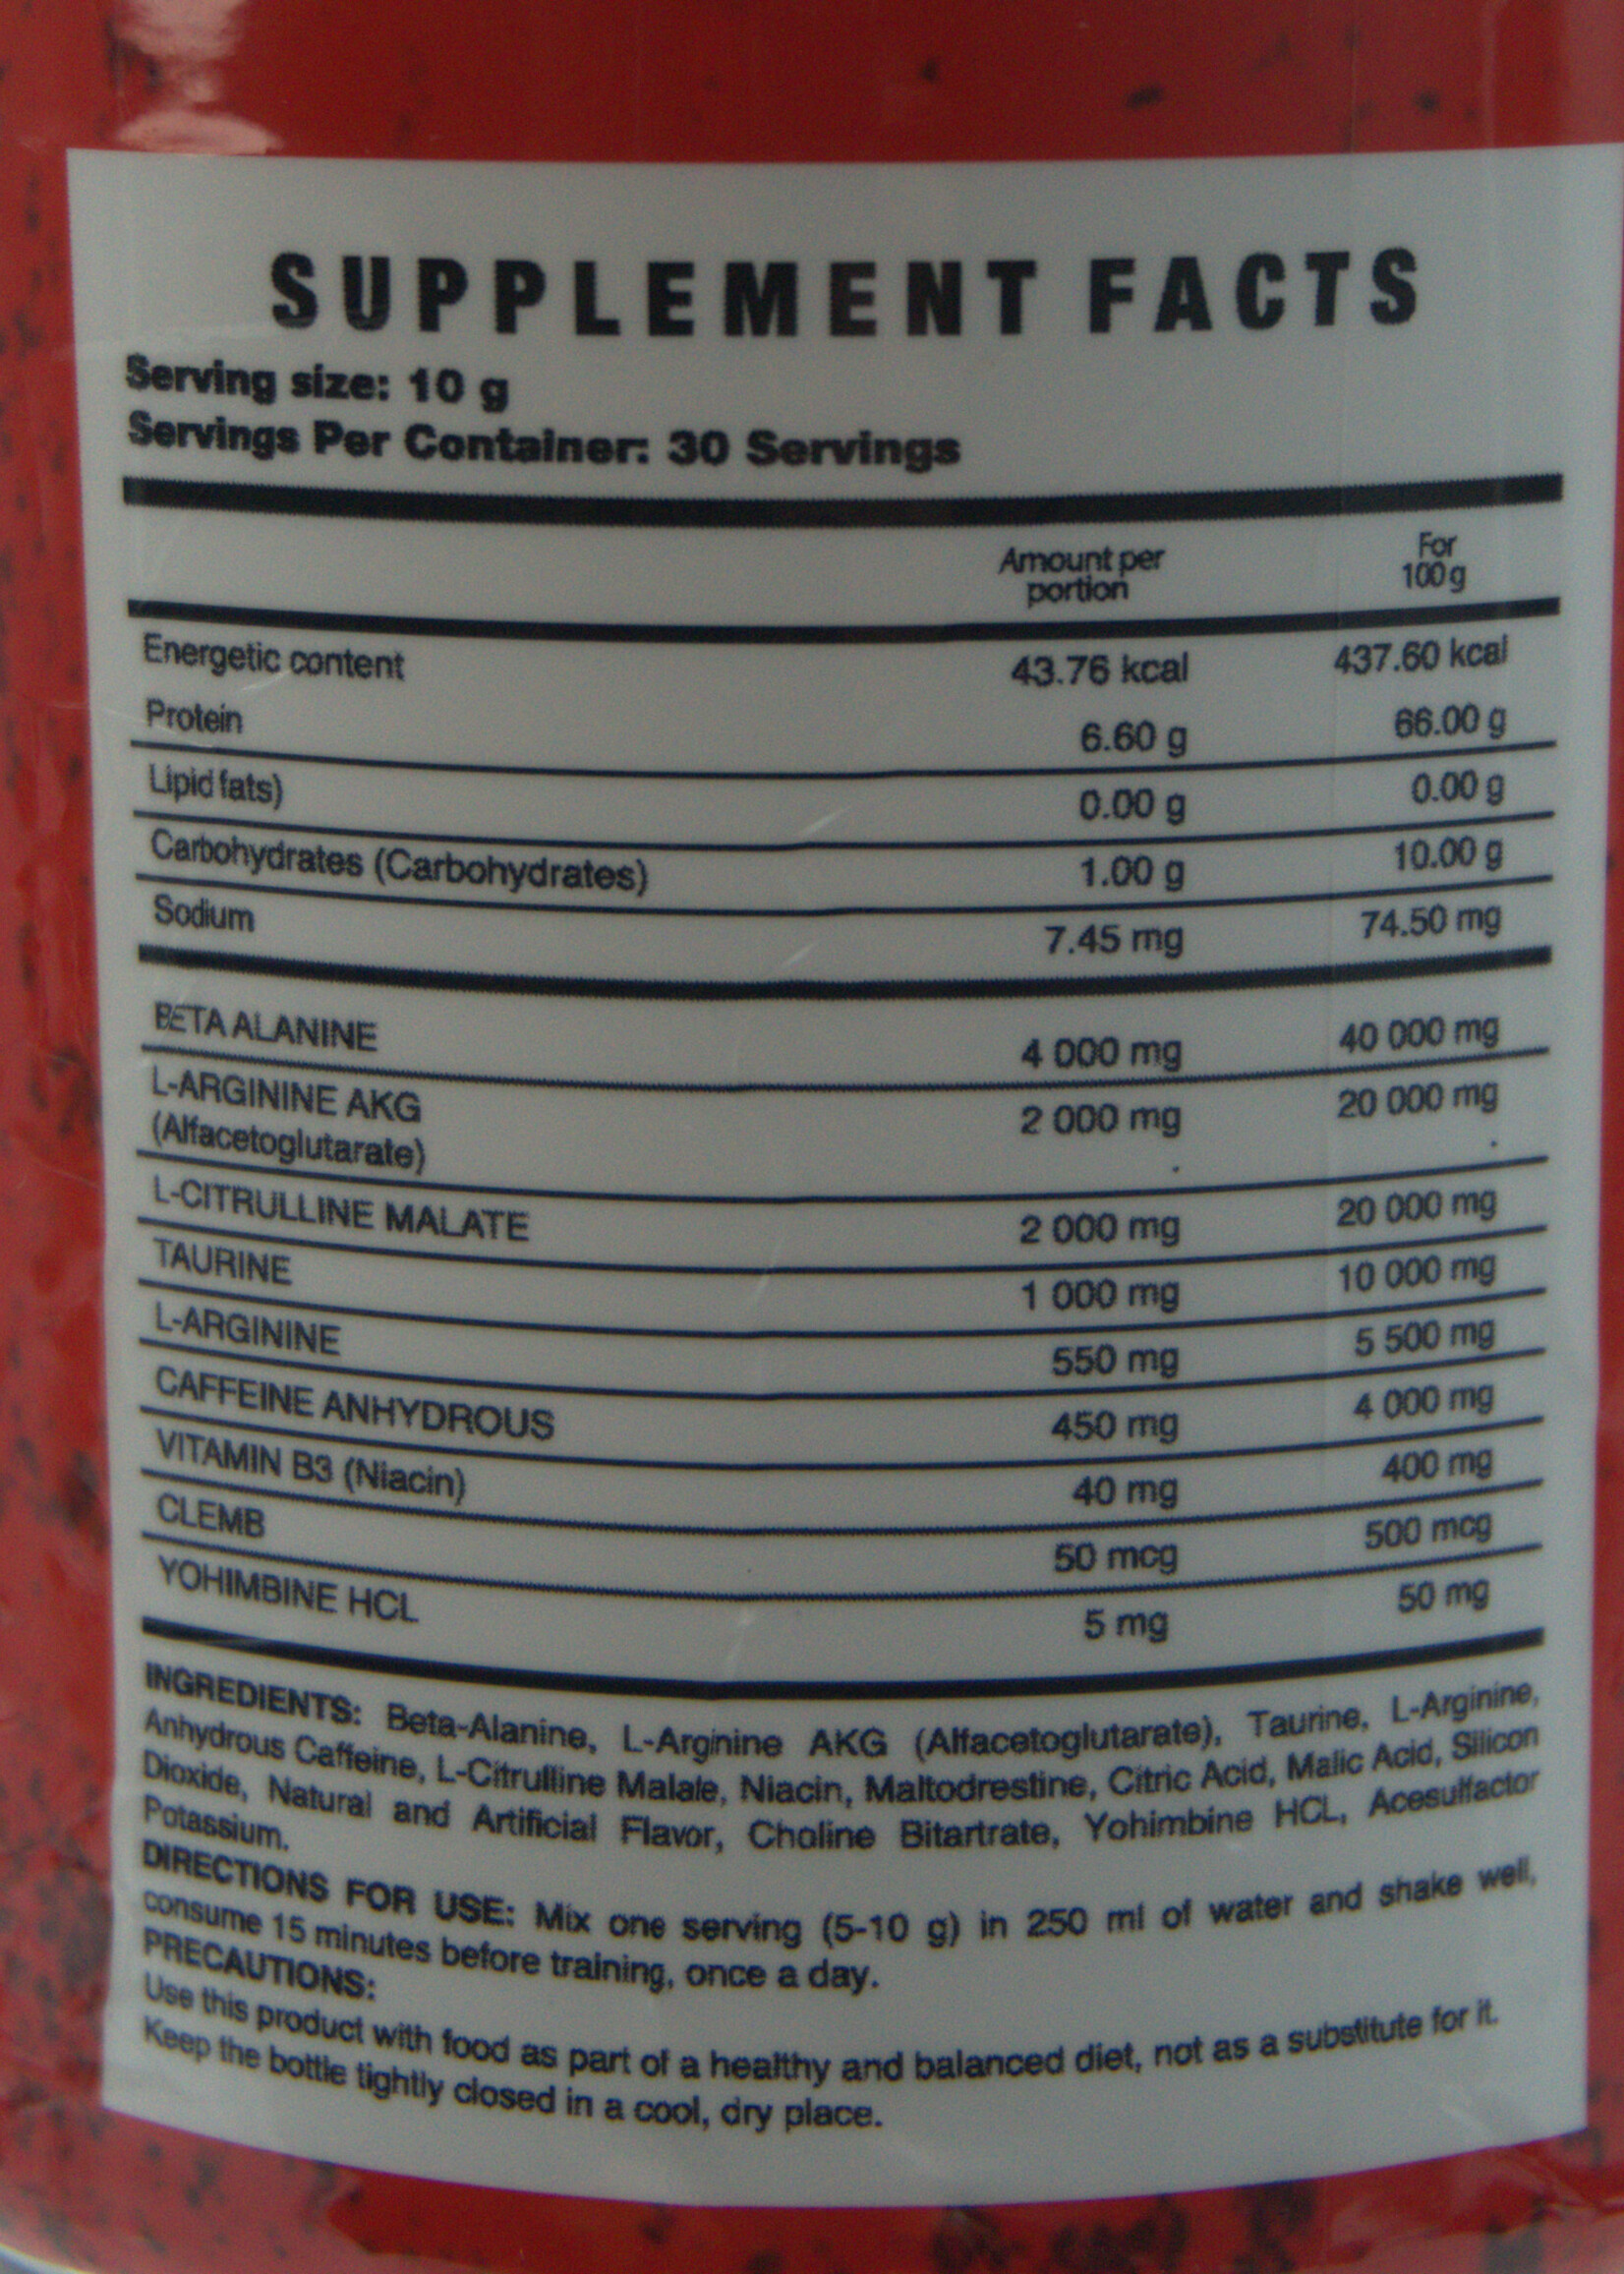 SUPPLEMENT FACTS
Serving size: 10 g
Servings Per Container: 30 Servings
Amount per portion For 100 g
Energetic content 43.76 kcal 437.60 kcal
Protein 6.60 g 66.00 g
Lipid fats) 0.00 g 0.00 g
Carbohydrates (Carbohydrates) 1.00 g 10.00 g
Sodium 7.45 mg 74.50 mg
BETA ALANINE 4 000 mg 40 000 mg
L-ARGININE AKG 2 000 mg 20 000 mg
(Alfacetoglutarate)
L-CITRULLINE MALATE 2 000 mg 20 000 mg
TAURINE 1 000 mg 10 000 mg
L-ARGININE 550 mg 5 500 mg
CAFFEINE ANHYDROUS 450 mg 4 000 mg
VITAMIN B3 (Niacin) 40 mg 400 mg
CLEMB 50 mcg 500 mcg
YOHIMBINE HCL 5 mg 50 mg
INGREDIENTS: Beta-Alanine, L-Arginine AKG (Alfacetoglutarate), Taurine, L-Arginine,
Anhydrous Caffeine, L-Citrulline Malale, Niacin, Maltodrestine, Citric Acid, Malic Acid, Silicon
Dioxide, Natural and Artificial Flavor, Choline Bitartrate, Yohimbine HCL, Acesulfactor
Potassium.
DIRECTIONS FOR USE: Mix one serving (5-10 g) in 250 ml of water and shake well,
consume 15 minutes before training, once a day.
PRECAUTIONS:
Use this product with food as part of a healthy and balanced diet, not as a substitute for it.
Keep the bottle tightly closed in a cool, dry place.